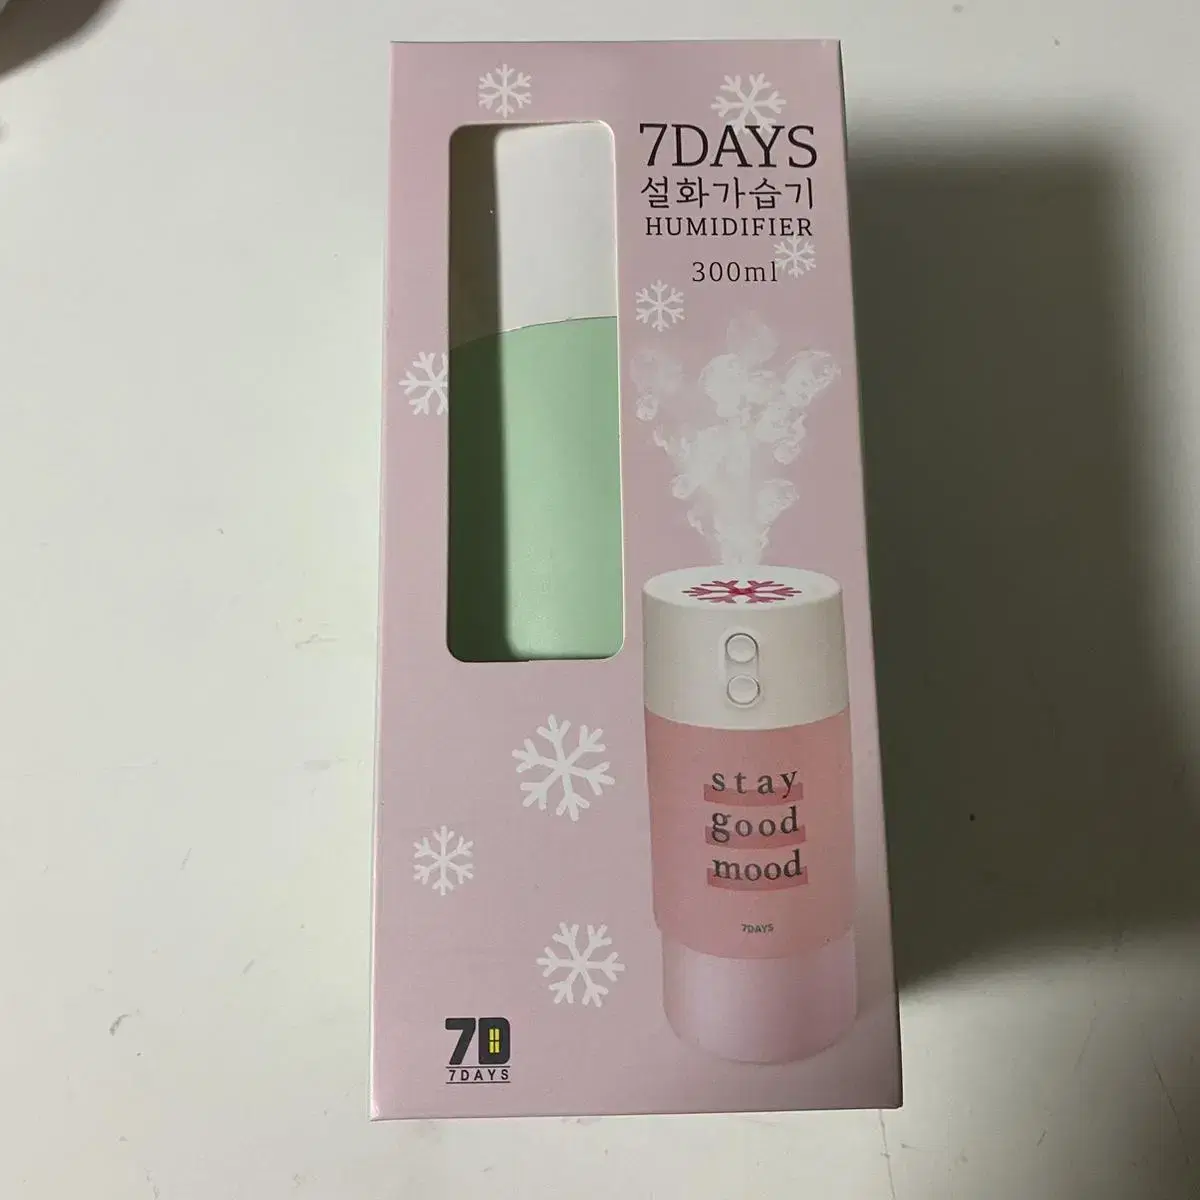 7DAYS
설화가습기
HUMIDIFIER
300ml
stay
good
mood
7DAYS
7D
7DAYS